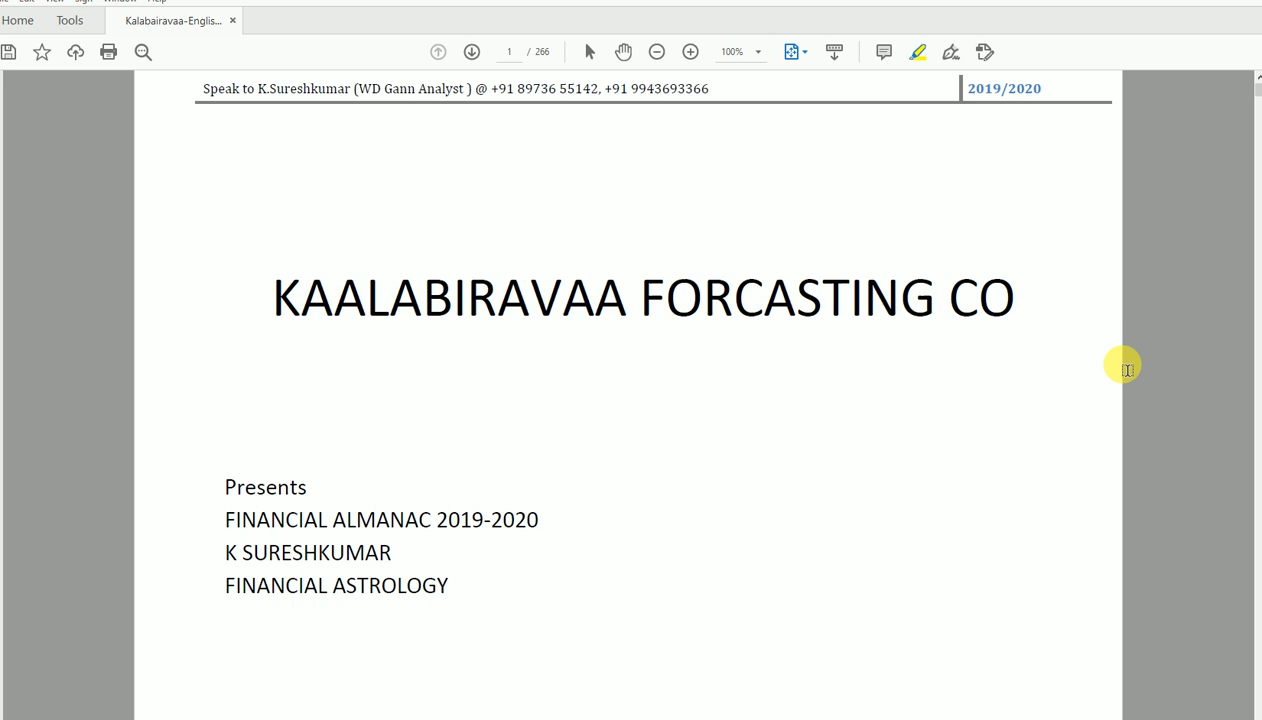 Home Tools Kalabairavaa-Englis... ×
1 / 266 100%
Speak to K.Sureshkumar (WD Gann Analyst ) @ +91 89736 55142, +91 9943693366 2019/2020
KAALABIRAVAA FORCASTING CO
Presents
FINANCIAL ALMANAC 2019-2020
K SURESHKUMAR
FINANCIAL ASTROLOGY